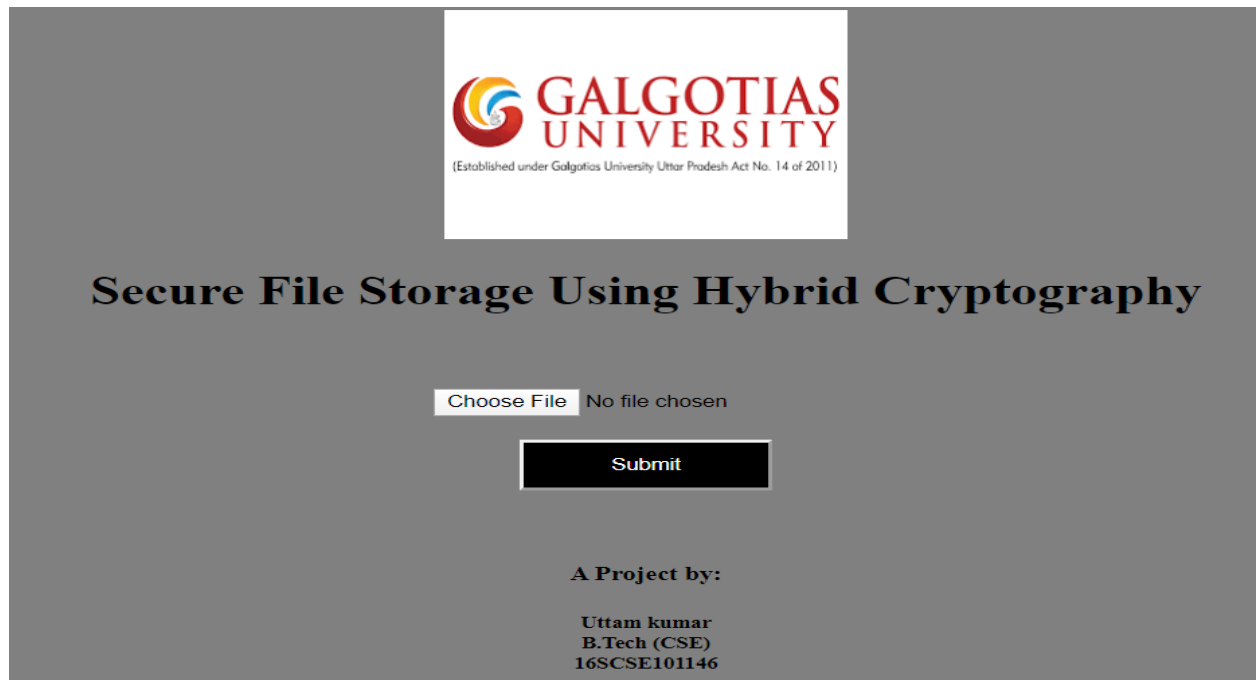 GALGOTIAS
UNIVERSITY
(Established under Galgotias University Uttar Pradesh Act No. 14 of 2011)
Secure File Storage Using Hybrid Cryptography
Choose File No file chosen
Submit
A Project by:
Uttam kumar
B.Tech (CSE)
16SCSE101146